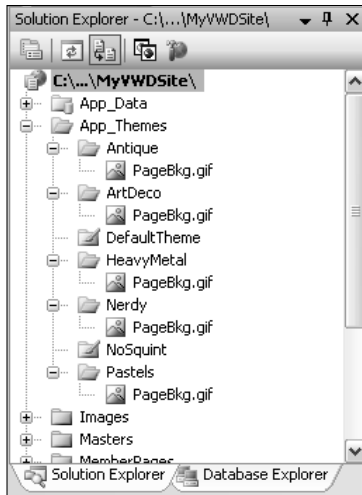 Solution Explorer - C:\...\MyVWDSite\
C:\...\MyVWDSite\
App_Data
App_Themes
Antique
PageBkg.gif
ArtDeco
PageBkg.gif
DefaultTheme
HeavyMetal
PageBkg.gif
Nerdy
PageBkg.gif
NoSquint
Pastels
PageBkg.gif
Images
Masters
MemberPages
Solution Explorer Database Explorer